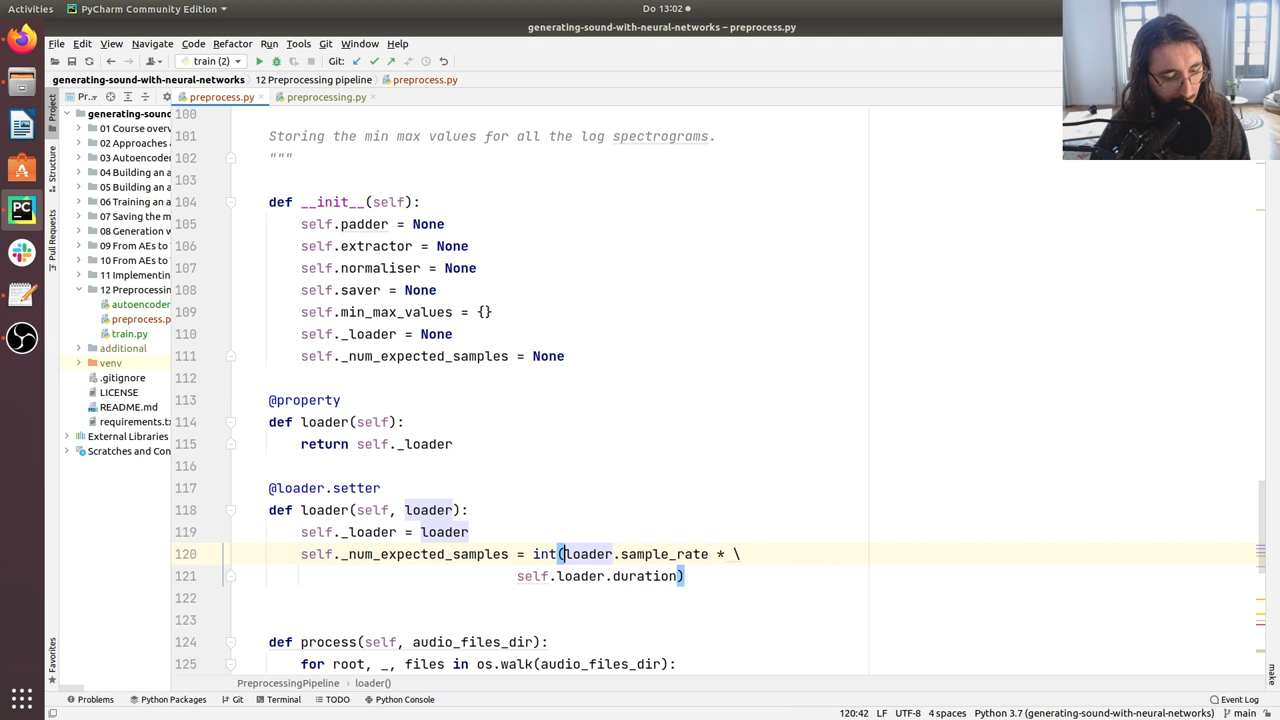 Activities PyCharm Community Edition Do 13:02
generating-sound-with-neural-networks – preprocess.py
File Edit View Navigate Code Refactor Run Tools Git Window Help
train (2) Git:
generating-sound-with-neural-networks 12 Preprocessing pipeline preprocess.py
Pr... preprocess.py preprocessing.py
Project
Structure
Pull Requests
Favorites
make
generating-sound
01 Course overv
02 Approaches
03 Autoencod
04 Building an a
05 Building an a
06 Training an a
07 Saving the m
08 Generation w
09 From AEs to
10 From AEs to
11 Implementin
12 Preprocessin
autoencoder
preprocess.p
train.py
additional
venv
.gitignore
LICENSE
README.md
requirements.tx
External Libraries
Scratches and Con
100
101 Storing the min max values for all the log spectrograms.
102 """
103
104 def __init__(self):
105 self.padder = None
106 self.extractor = None
107 self.normaliser = None
108 self.saver = None
109 self.min_max_values = {}
110 self._loader = None
111 self._num_expected_samples = None
112
113 @property
114 def loader(self):
115 return self._loader
116
117 @loader.setter
118 def loader(self, loader):
119 self._loader = loader
120 self._num_expected_samples = int(loader.sample_rate * \
121 self.loader.duration)
122
123
124 def process(self, audio_files_dir):
125 for root, _, files in os.walk(audio_files_dir):
PreprocessingPipeline loader()
Problems Python Packages Git Terminal TODO Python Console Event Log
120:42 LF UTF-8 4 spaces Python 3.7 (generating-sound-with-neural-networks) main